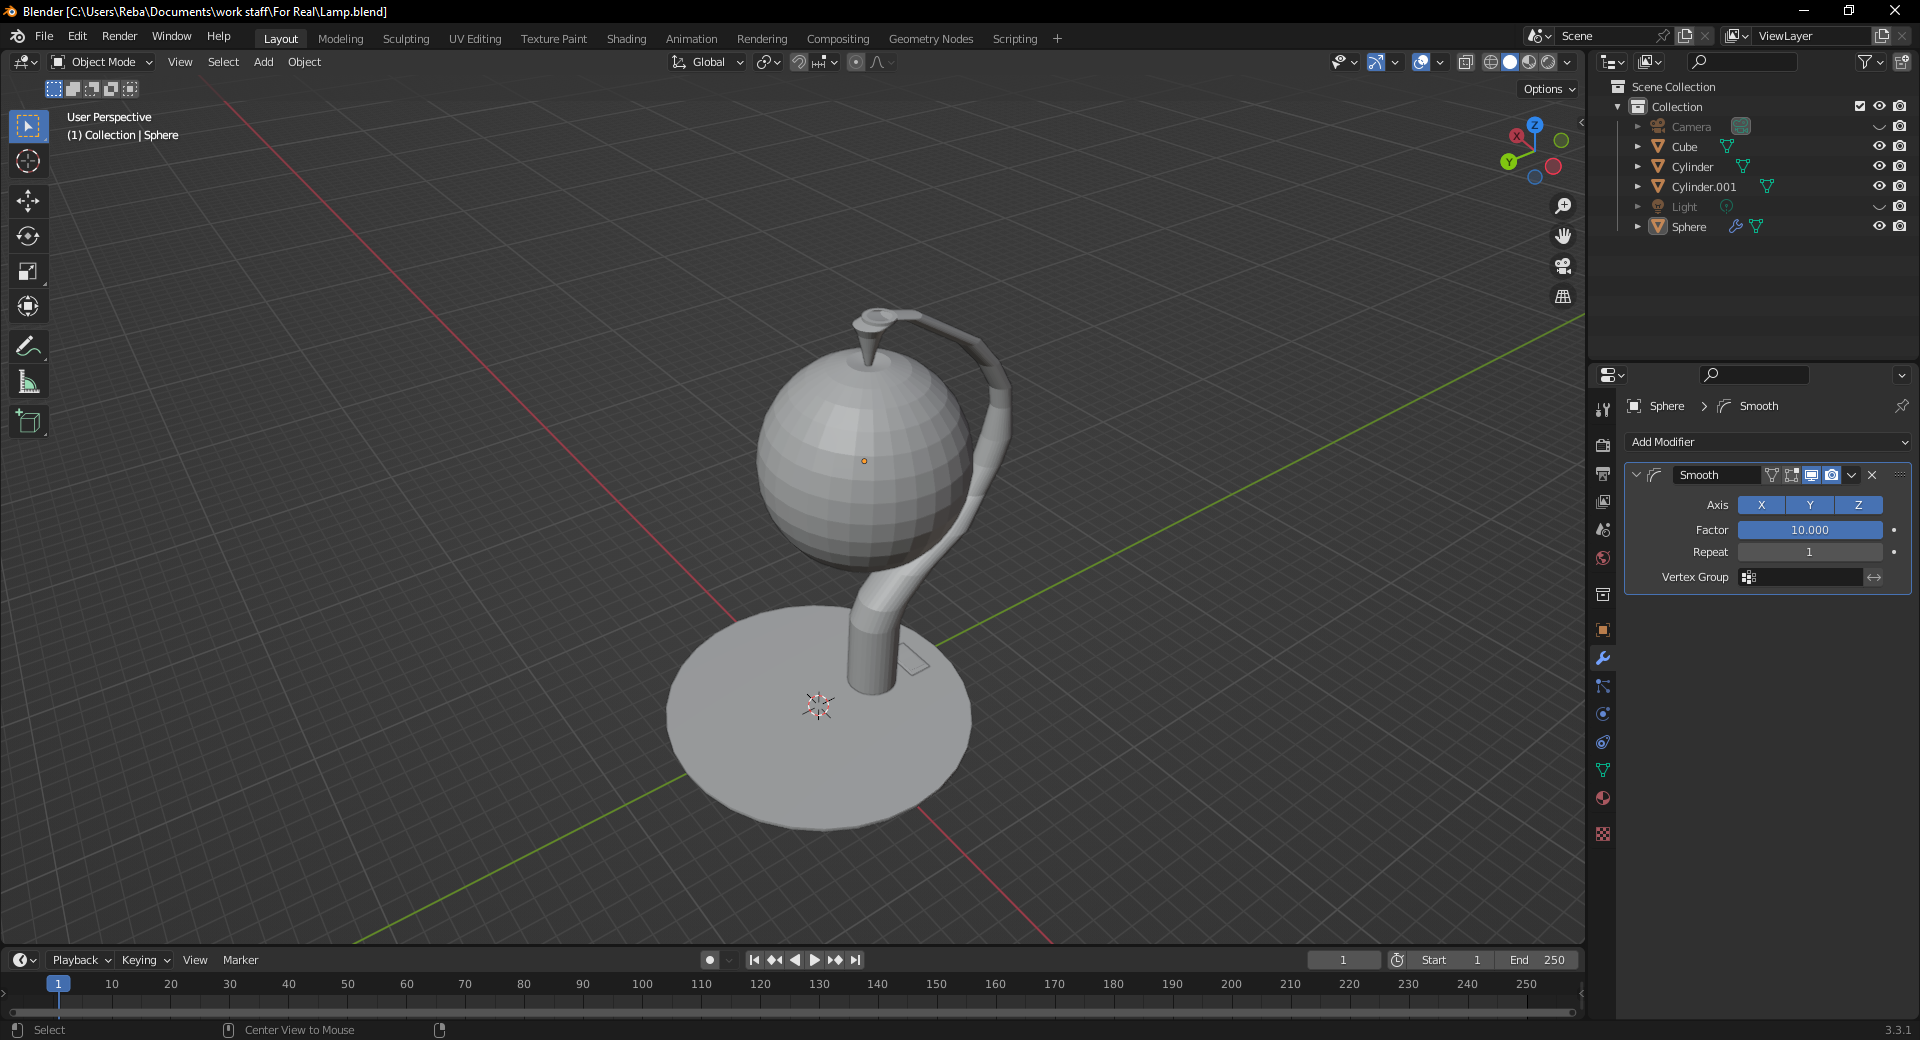 Blender [C:\Users\Reba\Documents\work staff\For Real\Lamp.blend]
File Edit Render Window Help Layout Modeling Sculpting UV Editing Texture Paint Shading Animation Rendering Compositing Geometry Nodes Scripting + Scene ViewLayer
Object Mode View Select Add Object Global
Options
User Perspective
(1) Collection | Sphere
Z
X
Y
Scene Collection
Collection
Camera
Cube
Cylinder
Cylinder.001
Light
Sphere
Sphere > Smooth
Add Modifier
Smooth
Axis X Y Z
Factor 10.000
Repeat 1
Vertex Group
Playback Keying View Marker 1 Start 1 End 250
1 10 20 30 40 50 60 70 80 90 100 110 120 130 140 150 160 170 180 190 200 210 220 230 240 250
Select Center View to Mouse 3.3.1